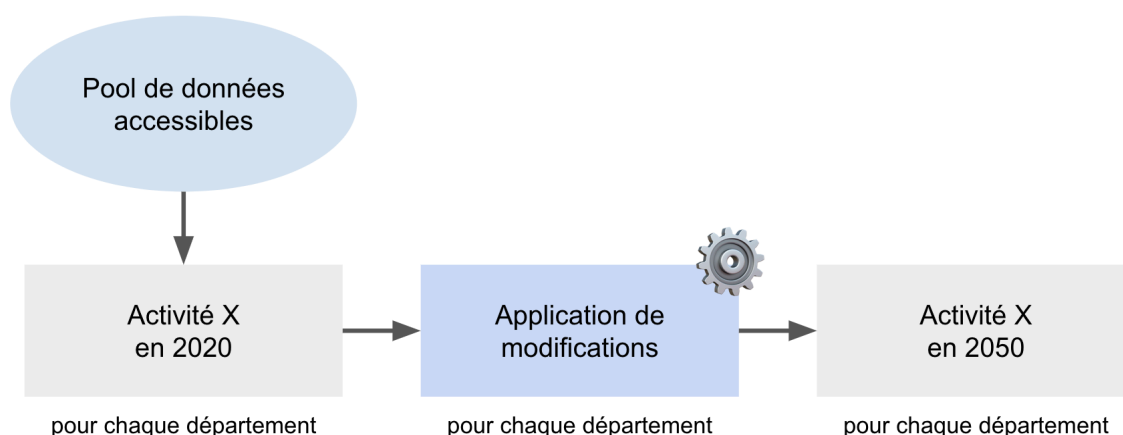 Pool de données
accessibles
Activité X
en 2020
Application de
modifications
Activité X
en 2050
pour chaque département
pour chaque département
pour chaque département